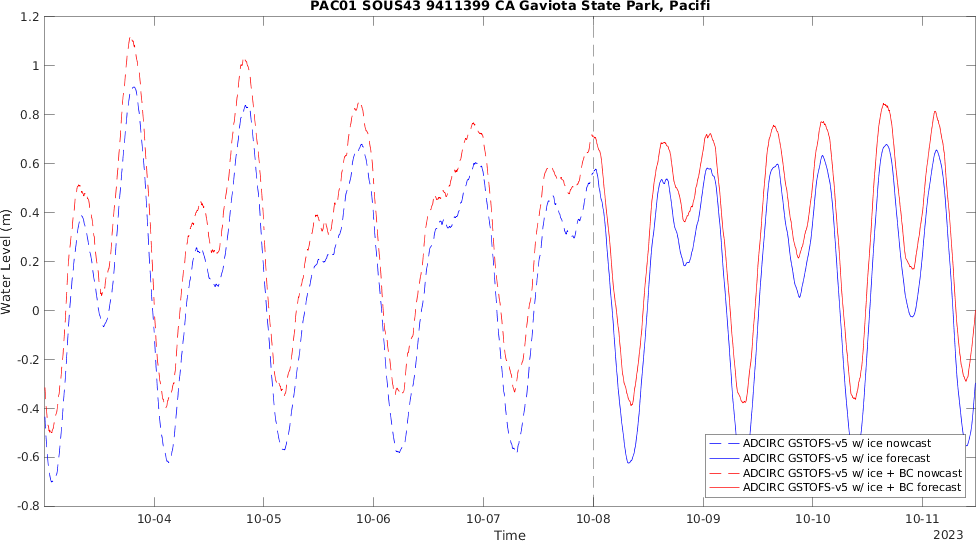 PAC01 SOUS43 9411399 CA Gaviota State Park, Pacifi
1.2
1
0.8
0.6
0.4
0.2
0
-0.2
-0.4
-0.6
-0.8
Water Level (m)
ADCIRC GSTOFS-v5 w/ ice nowcast
ADCIRC GSTOFS-v5 w/ ice forecast
ADCIRC GSTOFS-v5 w/ ice + BC nowcast
ADCIRC GSTOFS-v5 w/ ice + BC forecast
10-04 10-05 10-06 10-07 10-08 10-09 10-10 10-11
Time
2023